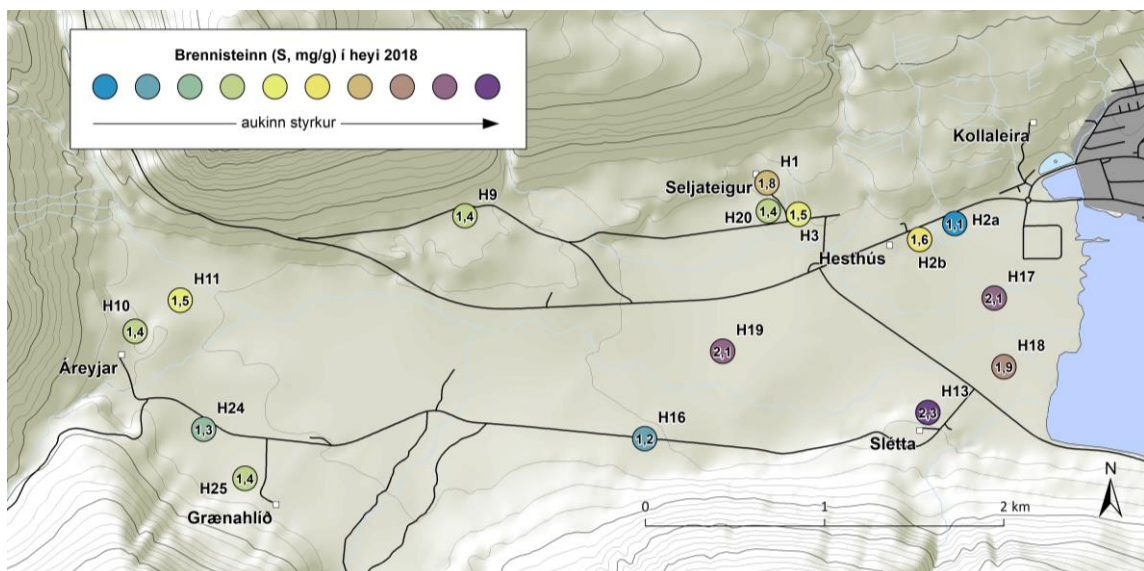 Brennisteinn (S, mg/g) í heyi 2018
aukinn styrkur
Kollaleira
H1
1,8
Seljateigur
H9
1,4
H20
1,4
1,5
H3
H2a
1,1
1,6
H2b
Hesthús
H11
1,5
H17
2,1
H10
1,4
H19
2,1
H18
1,9
Áreyjar
H24
1,3
H13
2,3
H16
1,2
Slétta
H25
1,4
Grænahlíð
N
0 1 2 km